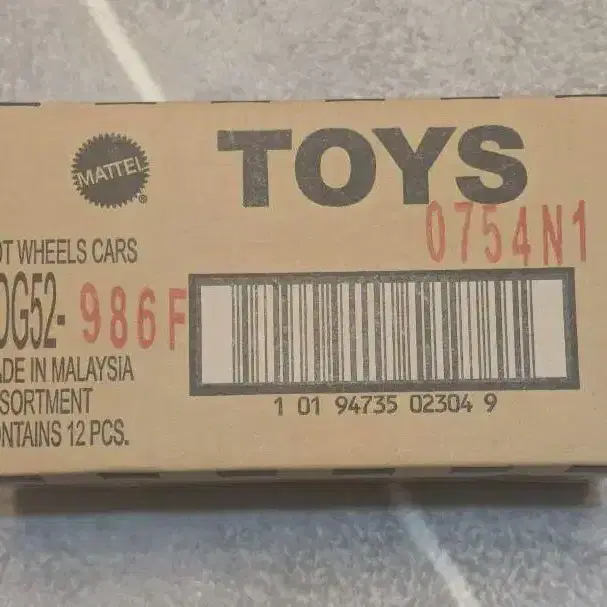 MATTEL
®
TOYS
0754N1
OT WHEELS CARS
DG52- 986F
ADE IN MALAYSIA
SORTMENT
ONTAINS 12 PCS.
1 01 94735 02304 9